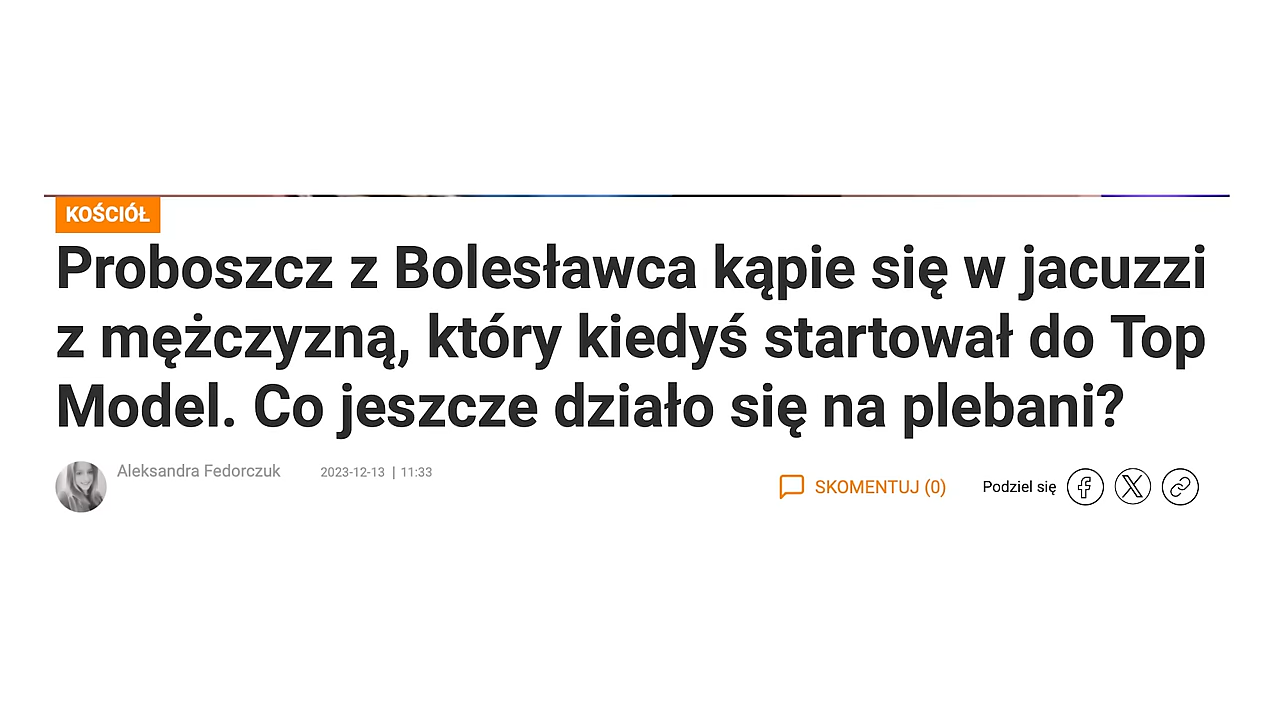 KOŚCIÓŁ
Proboszcz z Bolesławca kąpie się w jacuzzi
z mężczyzną, który kiedyś startował do Top
Model. Co jeszcze działo się na plebani?
Aleksandra Fedorczuk 2023-12-13 | 11:33
SKOMENTUJ (0) Podziel się